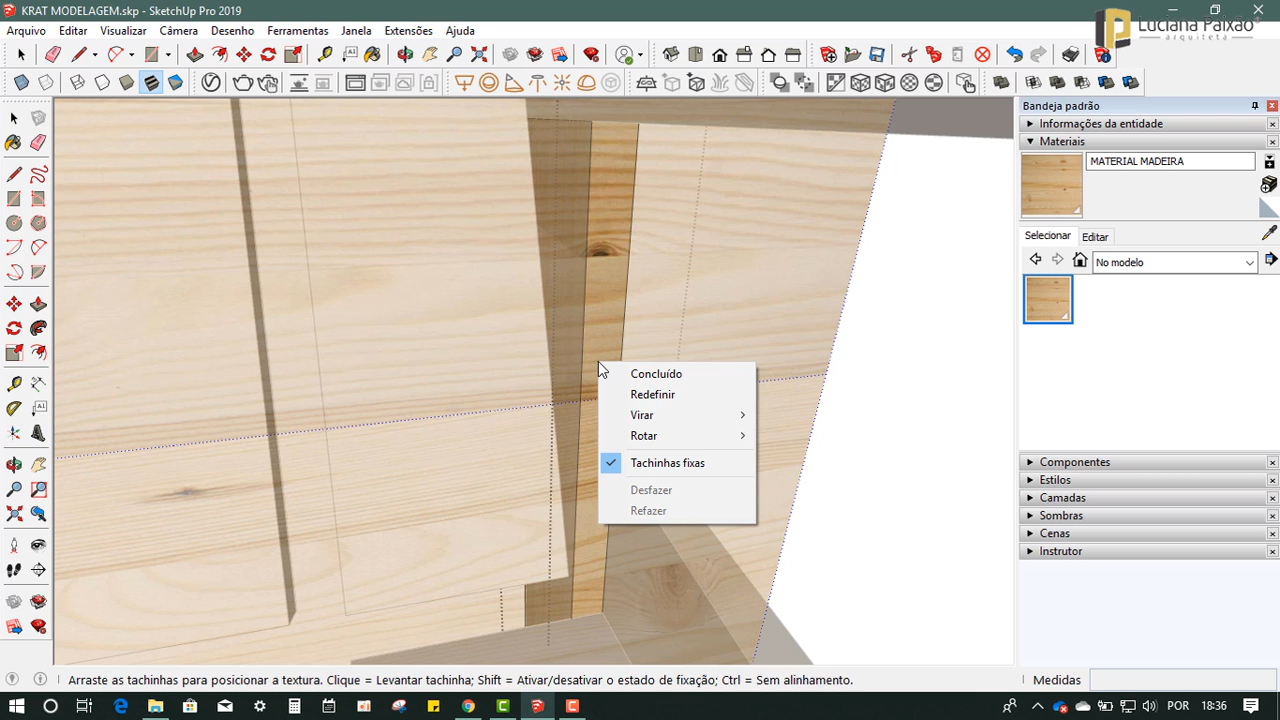 KRAT MODELAGEM.skp - SketchUp Pro 2019
Luciana Paixão
arquiteta
Arquivo Editar Visualizar Câmera Desenho Ferramentas Janela Extensões Ajuda
Bandeja padrão
Informações da entidade
Materiais
MATERIAL MADEIRA
Selecionar Editar
No modelo
Concluído
Redefinir
Virar
Rotar
Tachinhas fixas
Desfazer
Refazer
Componentes
Estilos
Camadas
Sombras
Cenas
Instrutor
Arraste as tachinhas para posicionar a textura. Clique = Levantar tachinha; Shift = Ativar/desativar o estado de fixação; Ctrl = Sem alinhamento.
Medidas
POR 18:36